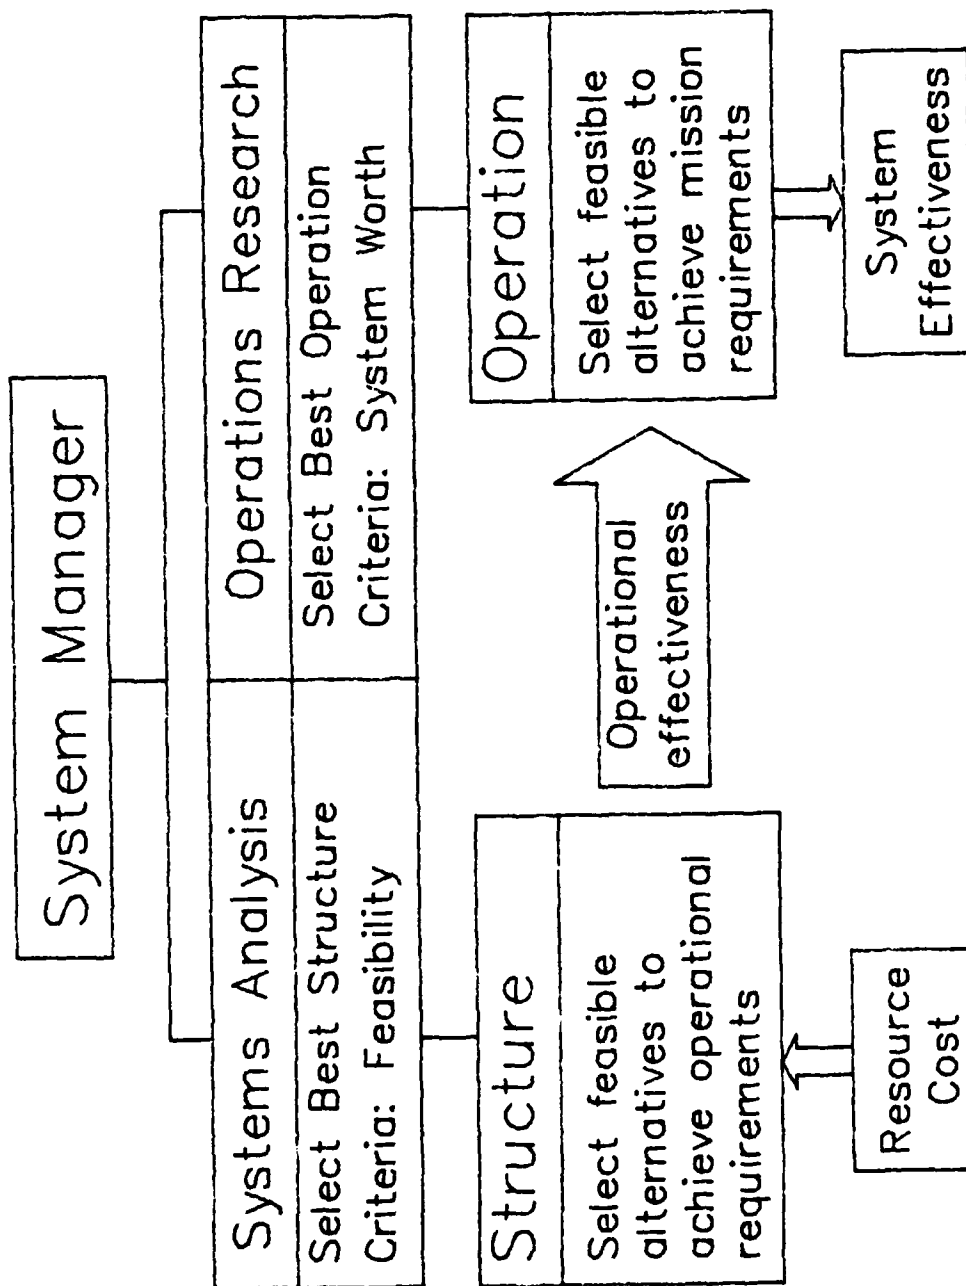 System Manager
Systems Analysis
Select Best Structure
Criteria: Feasibility
Operations Research
Select Best Operation
Criteria: System Worth
Structure
Select feasible
alternatives to
achieve operational
requirements
Operational
effectiveness
Operation
Select feasible
alternatives to
achieve mission
requirements
Resource
Cost
System
Effectiveness